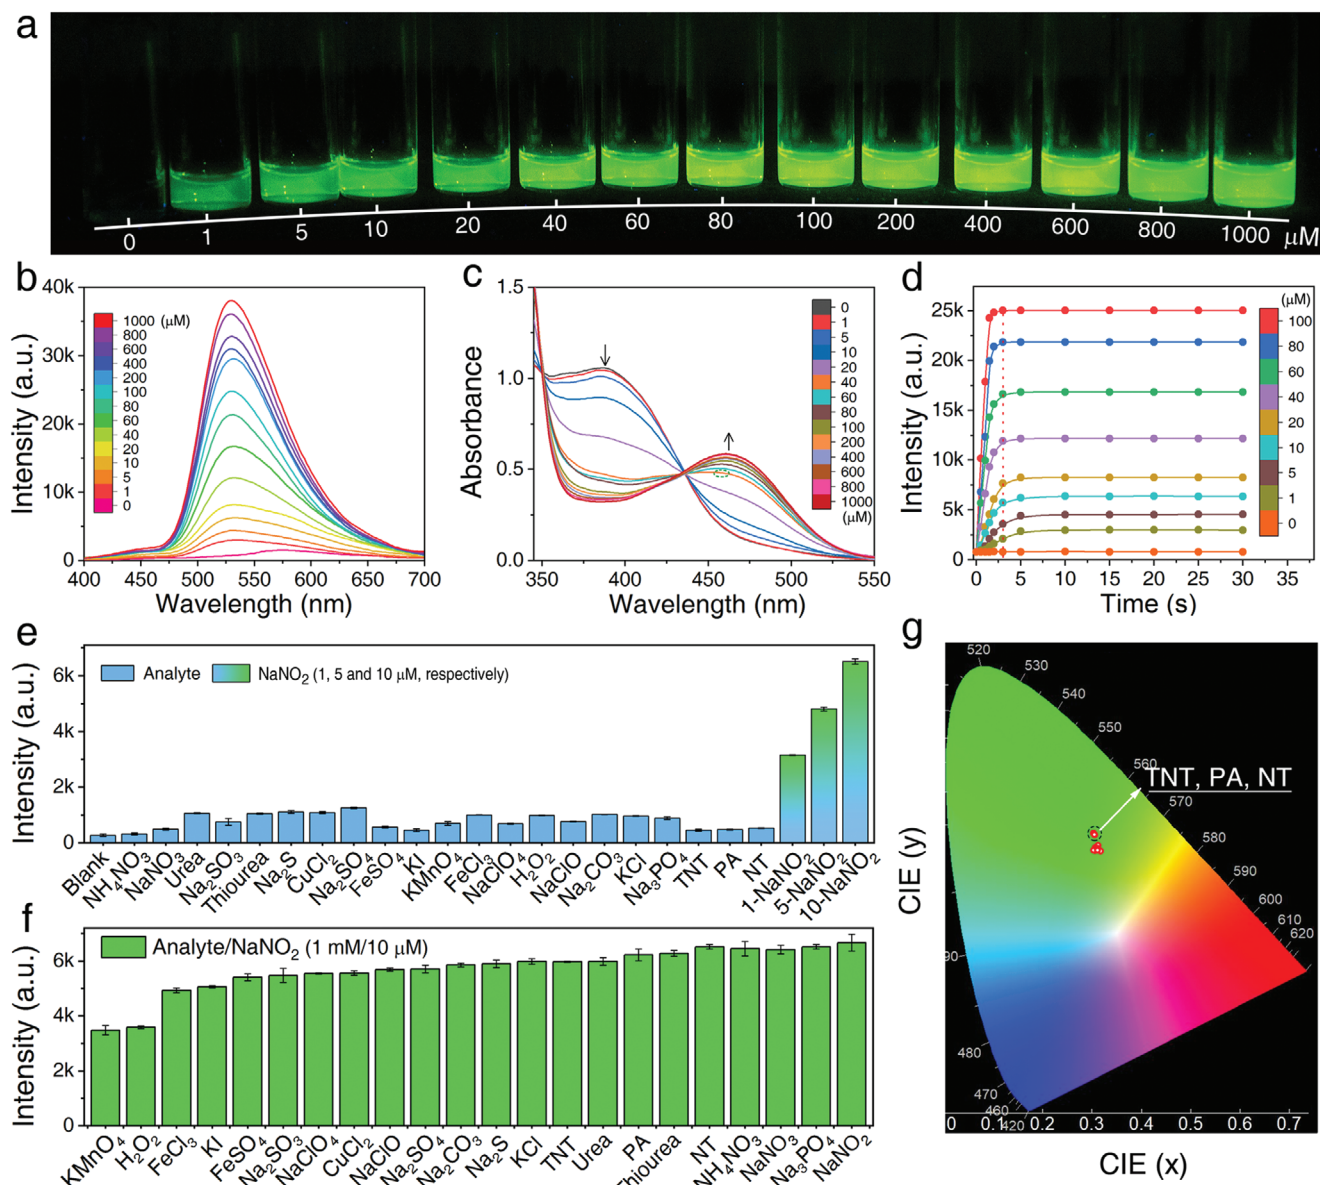 a
0 1 5 10 20 40 60 80 100 200 400 600 800 1000 μM
b
Intensity (a.u.)
40k
30k
20k
10k
0
1000 (μM)
800
600
400
200
100
80
60
40
20
10
5
1
0
400 450 500 550 600 650 700
Wavelength (nm)
c
Absorbance
1.5
1.0
0.5
0.0
0
1
5
10
20
40
60
80
100
200
400
600
800
1000
(μM)
350 400 450 500 550
Wavelength (nm)
d
Intensity (a.u.)
25k
20k
15k
10k
5k
0
(μM)
100
80
60
40
20
10
5
1
0
0 5 10 15 20 25 30 35
Time (s)
e
Intensity (a.u.)
6k
4k
2k
0
Analyte NaNO₂ (1, 5 and 10 μM, respectively)
Blank NH₄NO₃ NaNO₃ Urea Na₂SO₃ Thiourea Na₂S CuCl₂ Na₂SO₄ FeSO₄ KI KMnO₄ FeCl₃ NaClO₄ H₂O₂ NaClO Na₂CO₃ KCl Na₃PO₄ TNT PA NT 1-NaNO₂ 5-NaNO₂ 10-NaNO₂
f
Intensity (a.u.)
6k
4k
2k
0
Analyte/NaNO₂ (1 mM/10 μM)
KMnO₄ H₂O₂ FeCl₃ KI FeSO₄ Na₂SO₃ NaClO₄ CuCl₂ NaClO Na₂SO₄ Na₂CO₃ Na₂S KCl TNT Urea PA Thiourea NT NH₄NO₃ NaNO₃ Na₃PO₄ NaNO₂
g
CIE (y)
520
530
540
550
560
TNT, PA, NT
570
580
590
600
610
620
90
480
470
460
420
0 0.1 0.2 0.3 0.4 0.5 0.6 0.7
CIE (x)